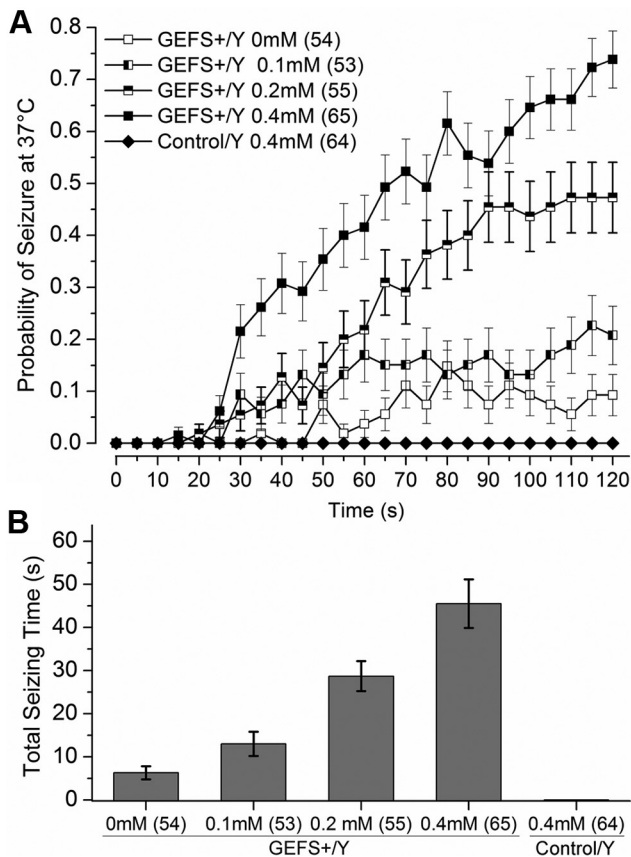 A
GEFS+/Y 0mM (54)
GEFS+/Y 0.1mM (53)
GEFS+/Y 0.2mM (55)
GEFS+/Y 0.4mM (65)
Control/Y 0.4mM (64)
Probability of Seizure at 37°C
0.8
0.7
0.6
0.5
0.4
0.3
0.2
0.1
0.0
0 10 20 30 40 50 60 70 80 90 100 110 120
Time (s)
B
Total Seizing Time (s)
60
50
40
30
20
10
0
0mM (54) 0.1mM (53) 0.2 mM (55) 0.4mM (65) 0.4mM (64)
GEFS+/Y Control/Y